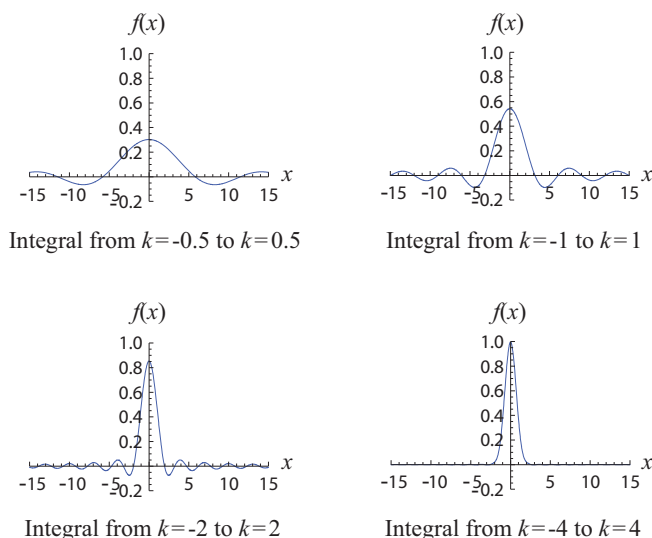 f(x)
1.0
0.8
0.6
0.4
0.2
-15 -10 -5 5 10 15 x
-0.2
Integral from k=-0.5 to k=0.5
f(x)
1.0
0.8
0.6
0.4
0.2
-15 -10 -5 5 10 15 x
-0.2
Integral from k=-1 to k=1
f(x)
1.0
0.8
0.6
0.4
0.2
-15 -10 -5 5 10 15 x
-0.2
Integral from k=-2 to k=2
f(x)
1.0
0.8
0.6
0.4
0.2
-15 -10 -5 5 10 15 x
-0.2
Integral from k=-4 to k=4